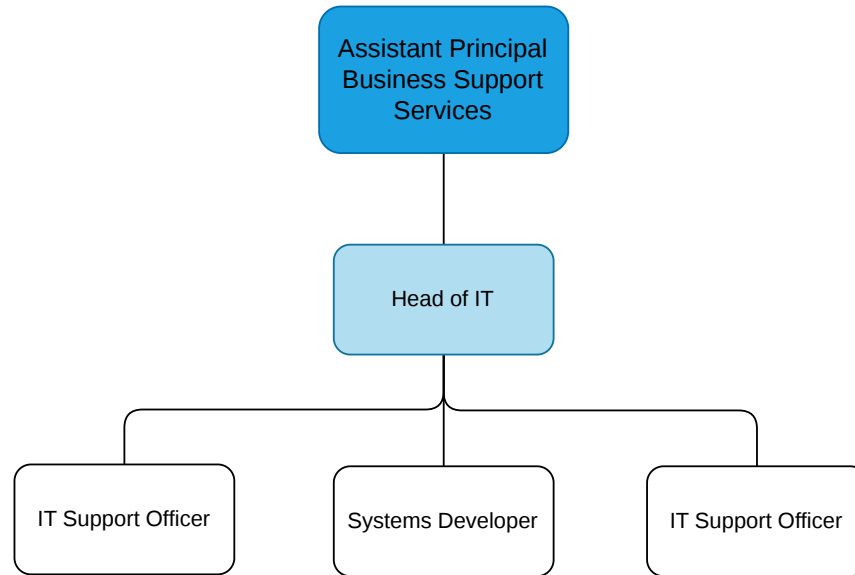 Assistant Principal
Business Support
Services
Head of IT
IT Support Officer
Systems Developer
IT Support Officer